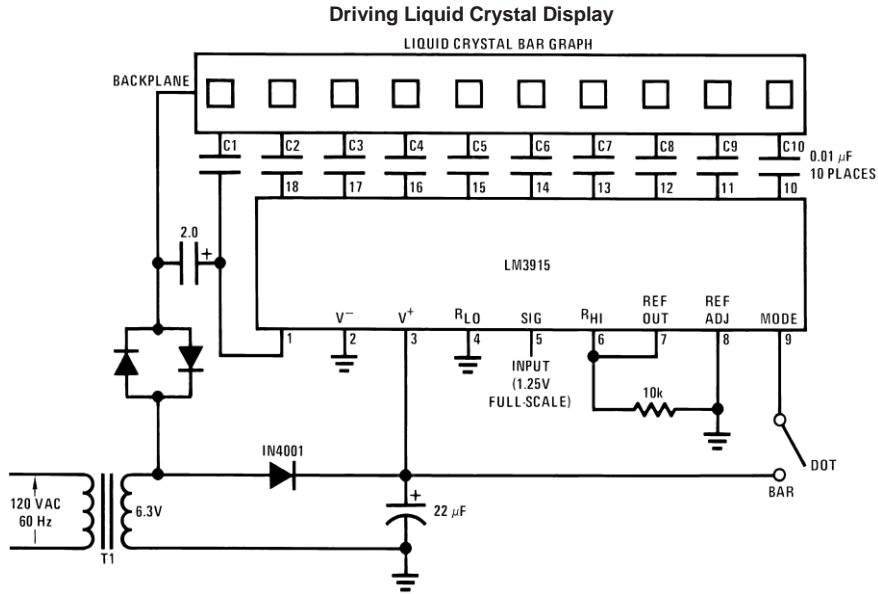 Driving Liquid Crystal Display
LIQUID CRYSTAL BAR GRAPH
BACKPLANE
C1 C2 C3 C4 C5 C6 C7 C8 C9 C10
0.01 μF
10 PLACES
18 17 16 15 14 13 12 11 10
2.0
+
LM3915
V− V+ RLO SIG RHI REF OUT REF ADJ MODE
1 2 3 4 5 6 7 8 9
INPUT
(1.25V
FULL-SCALE)
10k
DOT
BAR
IN4001
+
22 μF
120 VAC
60 Hz
6.3V
T1